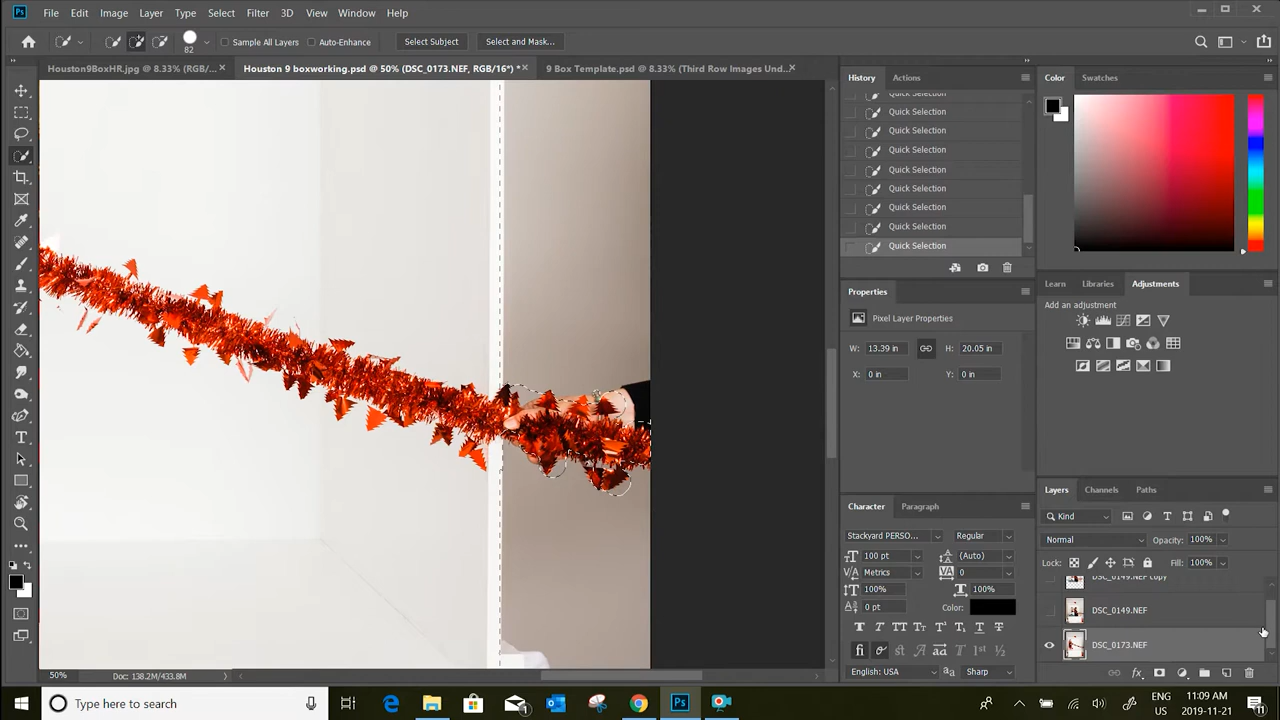 Ps File Edit Image Layer Type Select Filter 3D View Window Help
82 Sample All Layers Auto-Enhance Select Subject Select and Mask...
Houston9BoxHR.jpg @ 8.33% (RGB/... × Houston 9 boxworking.psd @ 50% (DSC_0173.NEF, RGB/16*) * × 9 Box Template.psd @ 8.33% (Third Row Images Und... ×
History Actions
Quick Selection
Quick Selection
Quick Selection
Quick Selection
Quick Selection
Quick Selection
Quick Selection
Quick Selection
Quick Selection
Properties
Pixel Layer Properties
W: 13.39 in H: 20.05 in
X: 0 in Y: 0 in
Character Paragraph
Stackyard PERSO... Regular
100 pt (Auto)
Metrics 0
100% 100%
0 pt Color:
English: USA Sharp
Color Swatches
Learn Libraries Adjustments
Add an adjustment
Layers Channels Paths
Kind
Normal Opacity: 100%
Lock: Fill: 100%
DSC_0149.NEF copy
DSC_0149.NEF
DSC_0173.NEF
50% Doc: 138.2M/433.8M
Type here to search
ENG 11:09 AM
US 2019-11-21
11